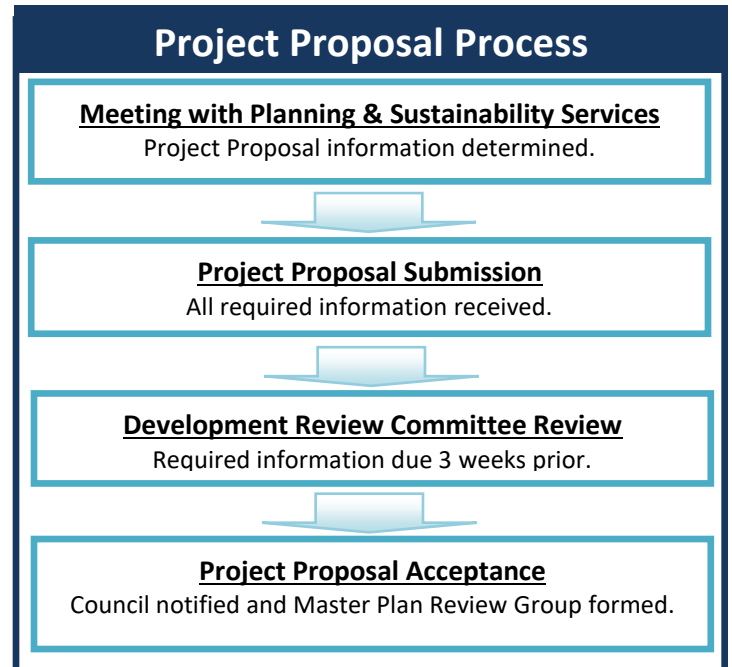 Project Proposal Process
Meeting with Planning & Sustainability Services
Project Proposal information determined.
Project Proposal Submission
All required information received.
Development Review Committee Review
Required information due 3 weeks prior.
Project Proposal Acceptance
Council notified and Master Plan Review Group formed.